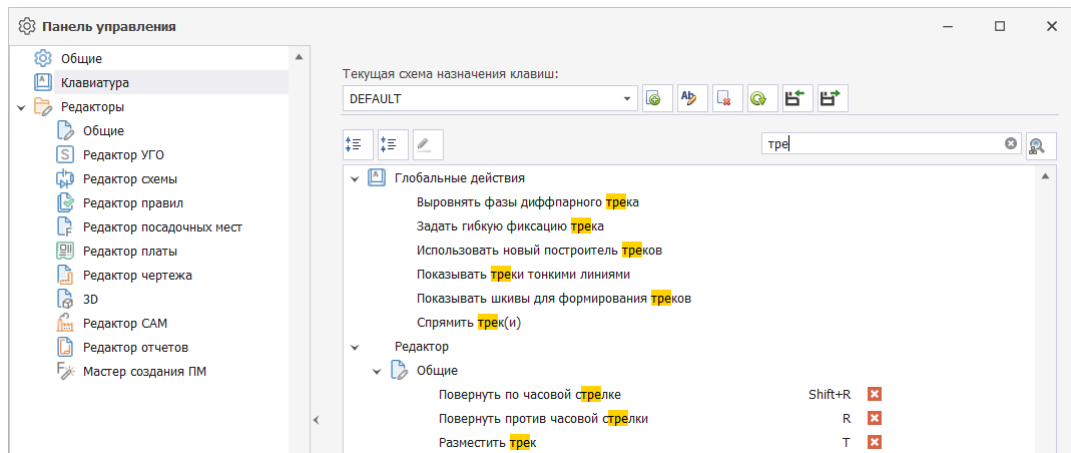 Панель управления
Общие
Клавиатура
Редакторы
Общие
Редактор УГО
Редактор схемы
Редактор правил
Редактор посадочных мест
Редактор платы
Редактор чертежа
3D
Редактор CAM
Редактор отчетов
Мастер создания ПМ
Текущая схема назначения клавиш:
DEFAULT
тре
Глобальные действия
Выровнять фазы диффпарного трека
Задать гибкую фиксацию трека
Использовать новый построитель треков
Показывать треки тонкими линиями
Показывать шкивы для формирования треков
Спрямить трек(и)
Редактор
Общие
Повернуть по часовой стрелке Shift+R
Повернуть против часовой стрелки R
Разместить трек T